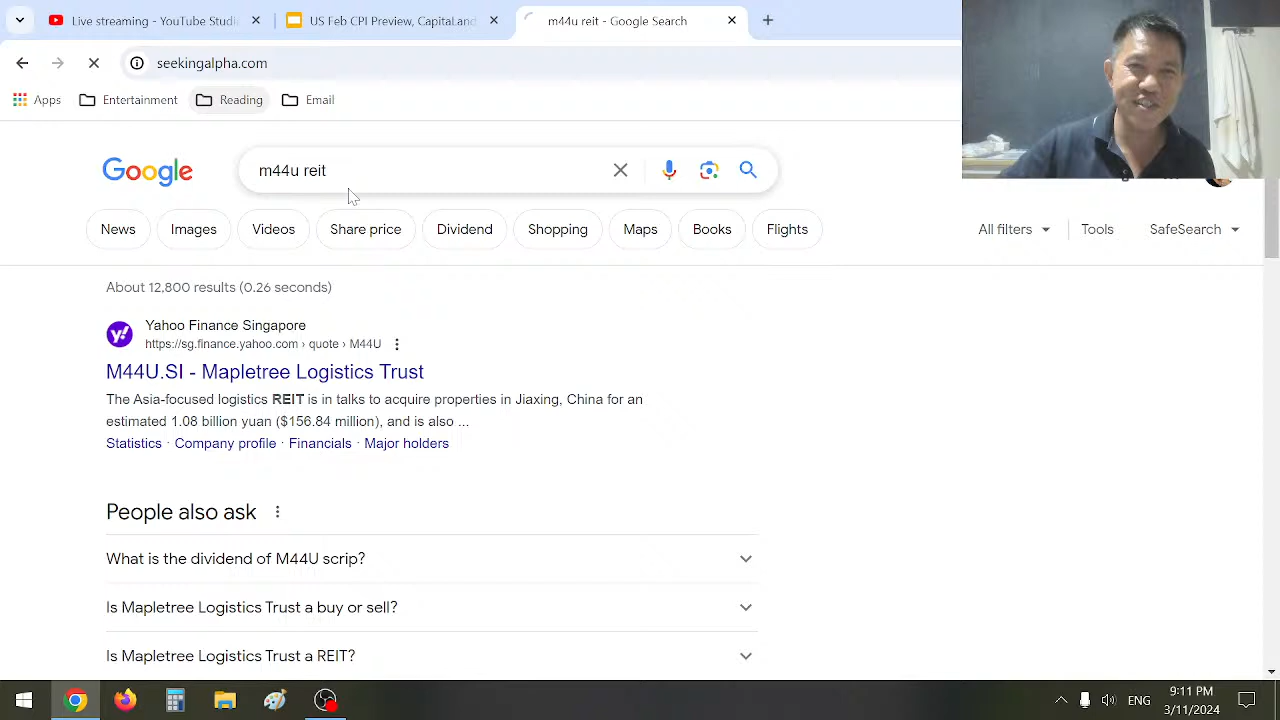 Live streaming - YouTube Studi
US Feb CPI Preview, CapitaLand
m44u reit - Google Search
seekingalpha.com
Apps
Entertainment
Reading
Email
Google
m44u reit
News
Images
Videos
Share price
Dividend
Shopping
Maps
Books
Flights
All filters
Tools
SafeSearch
About 12,800 results (0.26 seconds)
y!
Yahoo Finance Singapore
https://sg.finance.yahoo.com › quote › M44U
M44U.SI - Mapletree Logistics Trust
The Asia-focused logistics REIT is in talks to acquire properties in Jiaxing, China for an
estimated 1.08 billion yuan ($156.84 million), and is also ...
Statistics · Company profile · Financials · Major holders
People also ask
What is the dividend of M44U scrip?
Is Mapletree Logistics Trust a buy or sell?
Is Mapletree Logistics Trust a REIT?
ENG
9:11 PM
3/11/2024